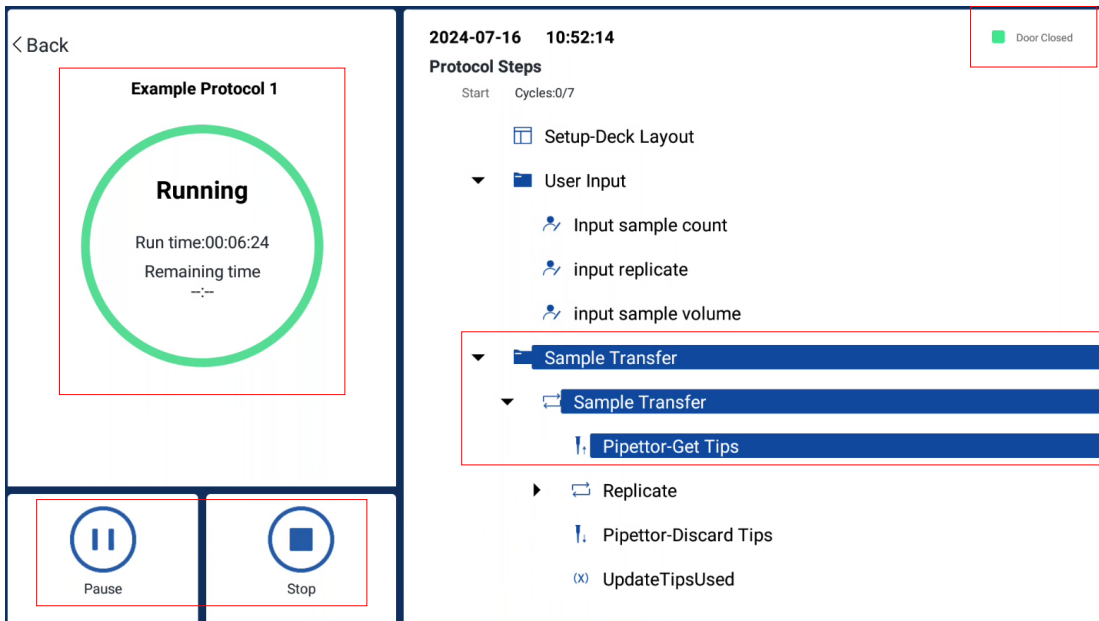 Back
Example Protocol 1
Running
Run time:00:06:24
Remaining time
--:--
Pause
Stop
2024-07-16 10:52:14
Door Closed
Protocol Steps
Start Cycles:0/7
Setup-Deck Layout
User Input
Input sample count
input replicate
input sample volume
Sample Transfer
Sample Transfer
Pipettor-Get Tips
Replicate
Pipettor-Discard Tips
(X) UpdateTipsUsed